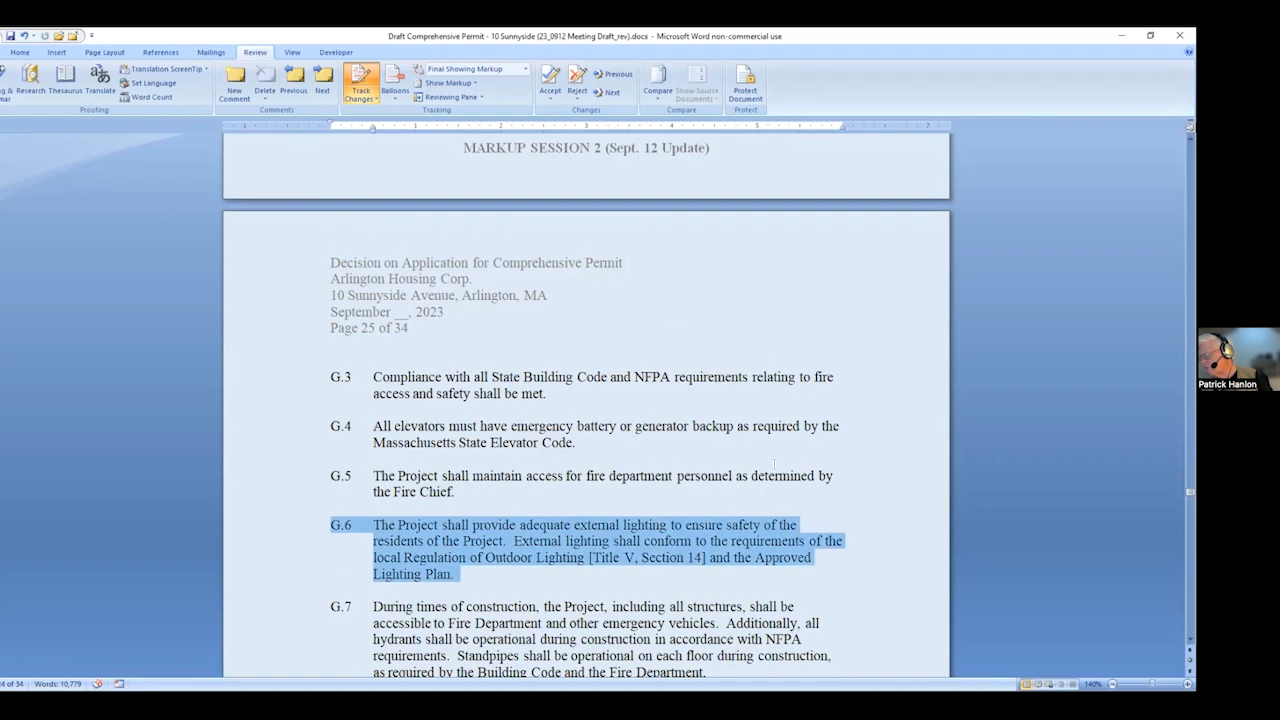 Draft Comprehensive Permit - 10 Sunnyside (23_0912 Meeting Draft_rev).docx - Microsoft Word non-commercial use
Home Insert Page Layout References Mailings Review View Developer
Research Thesaurus Translate
Translation ScreenTip
Set Language
Word Count
Proofing
New Comment Delete Previous Next
Comments
Track Changes Balloons
Final Showing Markup
Show Markup
Reviewing Pane
Tracking
Accept Reject
Previous
Next
Changes
Compare Show Source Documents
Compare
Protect Document
Protect
1 1 2 3 4 5 7
MARKUP SESSION 2 (Sept. 12 Update)
Decision on Application for Comprehensive Permit
Arlington Housing Corp.
10 Sunnyside Avenue, Arlington, MA
September __, 2023
Page 25 of 34
G.3 Compliance with all State Building Code and NFPA requirements relating to fire
access and safety shall be met.
G.4 All elevators must have emergency battery or generator backup as required by the
Massachusetts State Elevator Code.
G.5 The Project shall maintain access for fire department personnel as determined by
the Fire Chief.
G.6 The Project shall provide adequate external lighting to ensure safety of the
residents of the Project. External lighting shall conform to the requirements of the
local Regulation of Outdoor Lighting [Title V, Section 14] and the Approved
Lighting Plan.
G.7 During times of construction, the Project, including all structures, shall be
accessible to Fire Department and other emergency vehicles. Additionally, all
hydrants shall be operational during construction in accordance with NFPA
requirements. Standpipes shall be operational on each floor during construction,
as required by the Building Code and the Fire Department.
Patrick Hanlon
of 34 Words: 10,779 140%